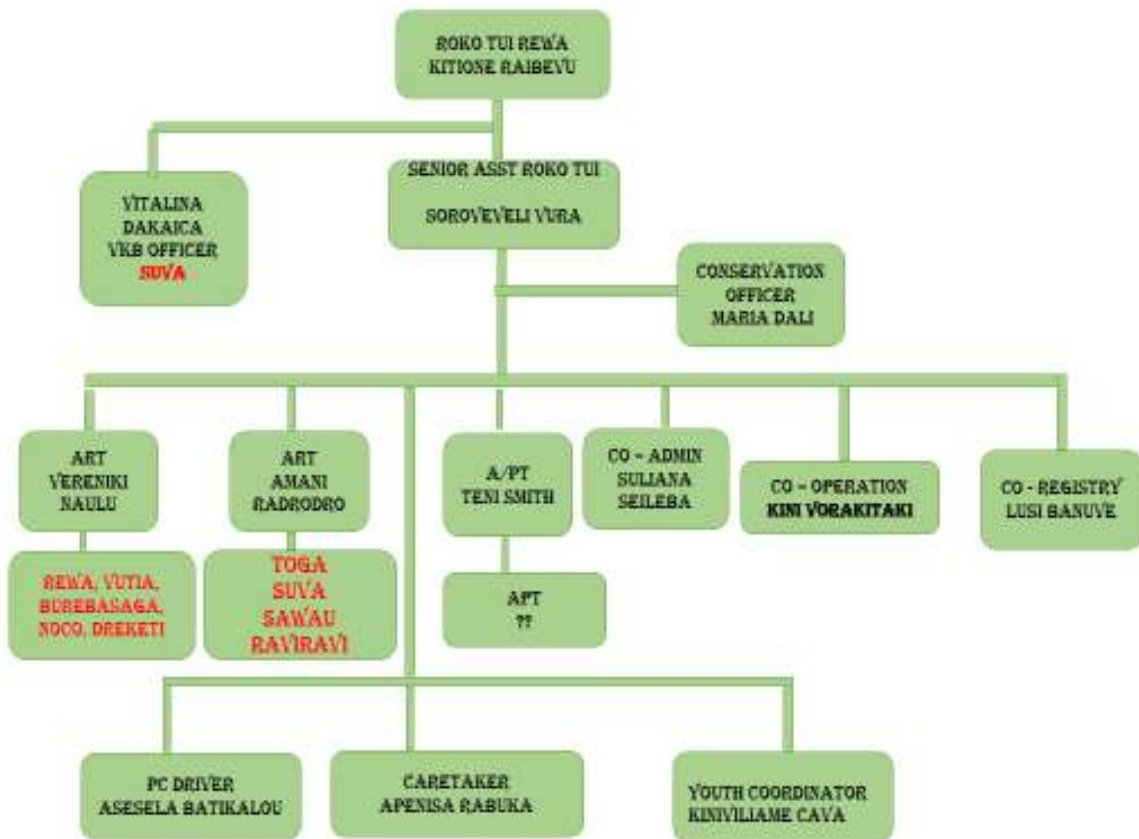 ROKO TUI REWA
KITIONE RAIBEVU
SENIOR ASST ROKO TUI
SOROVEVELI VURA
VITALINA
DAKAICA
VKB OFFICER
SUVA
CONSERVATION
OFFICER
MARIA DALI
ART
VERENIKI
NAULU
ART
AMANI
RADRODRO
A/PT
TENI SMITH
CO – ADMIN
SULIANA
SEILEBA
CO – OPERATION
KINI VORAKITAKI
CO - REGISTRY
LUSI BANUVE
REWA, VUTIA,
BUREBASAGA,
NOCO, DREKETI
TOGA
SUVA
SAWAU
RAVIRAVI
APT
??
PC DRIVER
ASESELA BATIKALOU
CARETAKER
APENISA RABUKA
YOUTH COORDINATOR
KINIVILIAME CAVA